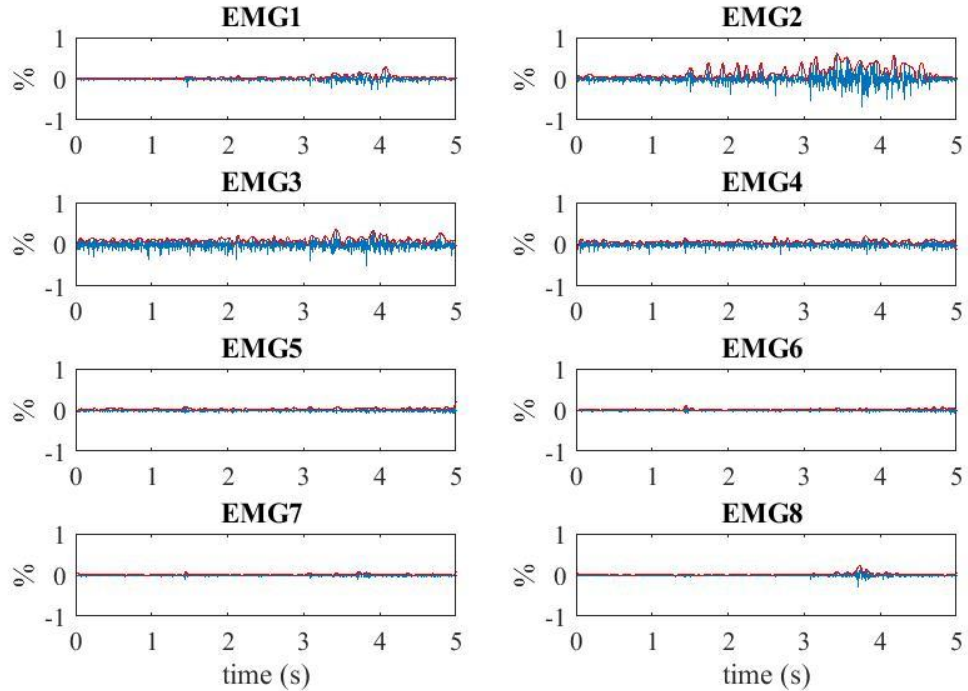 EMG1 EMG2
1 1
% 0 % 0
-1 -1
0 1 2 3 4 5 0 1 2 3 4 5
EMG3 EMG4
1 1
% 0 % 0
-1 -1
0 1 2 3 4 5 0 1 2 3 4 5
EMG5 EMG6
1 1
% 0 % 0
-1 -1
0 1 2 3 4 5 0 1 2 3 4 5
EMG7 EMG8
1 1
% 0 % 0
-1 -1
0 1 2 3 4 5 0 1 2 3 4 5
time (s) time (s)